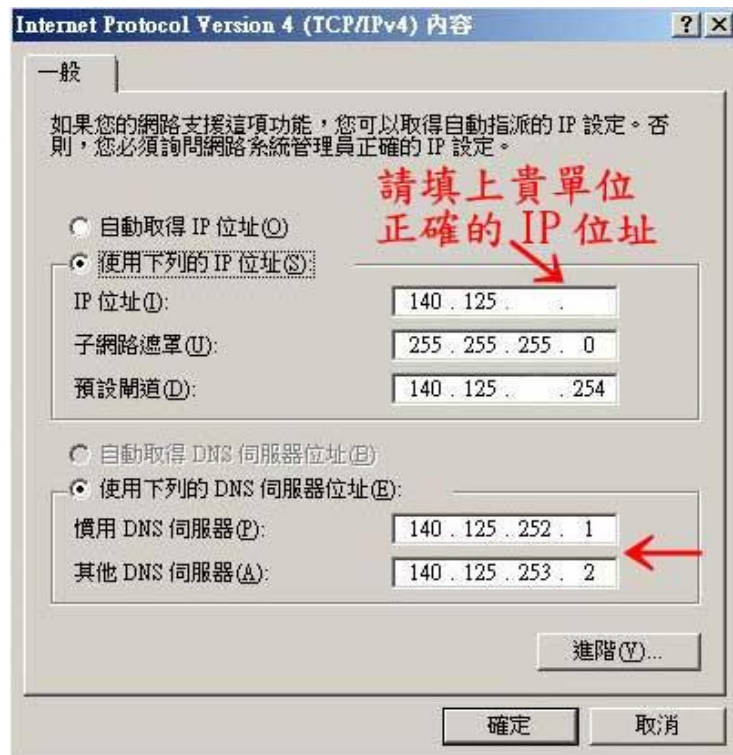 Internet Protocol Version 4 (TCP/IPv4) 內容
一般
如果您的網路支援這項功能，您可以取得自動指派的 IP 設定。否
則，您必須詢問網路系統管理員正確的 IP 設定。
請填上貴單位
正確的 IP 位址
自動取得 IP 位址(O)
使用下列的 IP 位址(S):
IP 位址(I): 140 . 125 . .
子網路遮罩(U): 255 . 255 . 255 . 0
預設閘道(D): 140 . 125 . . 254
自動取得 DNS 伺服器位址(B)
使用下列的 DNS 伺服器位址(E):
慣用 DNS 伺服器(P): 140 . 125 . 252 . 1
其他 DNS 伺服器(A): 140 . 125 . 253 . 2
進階(V)...
確定 取消